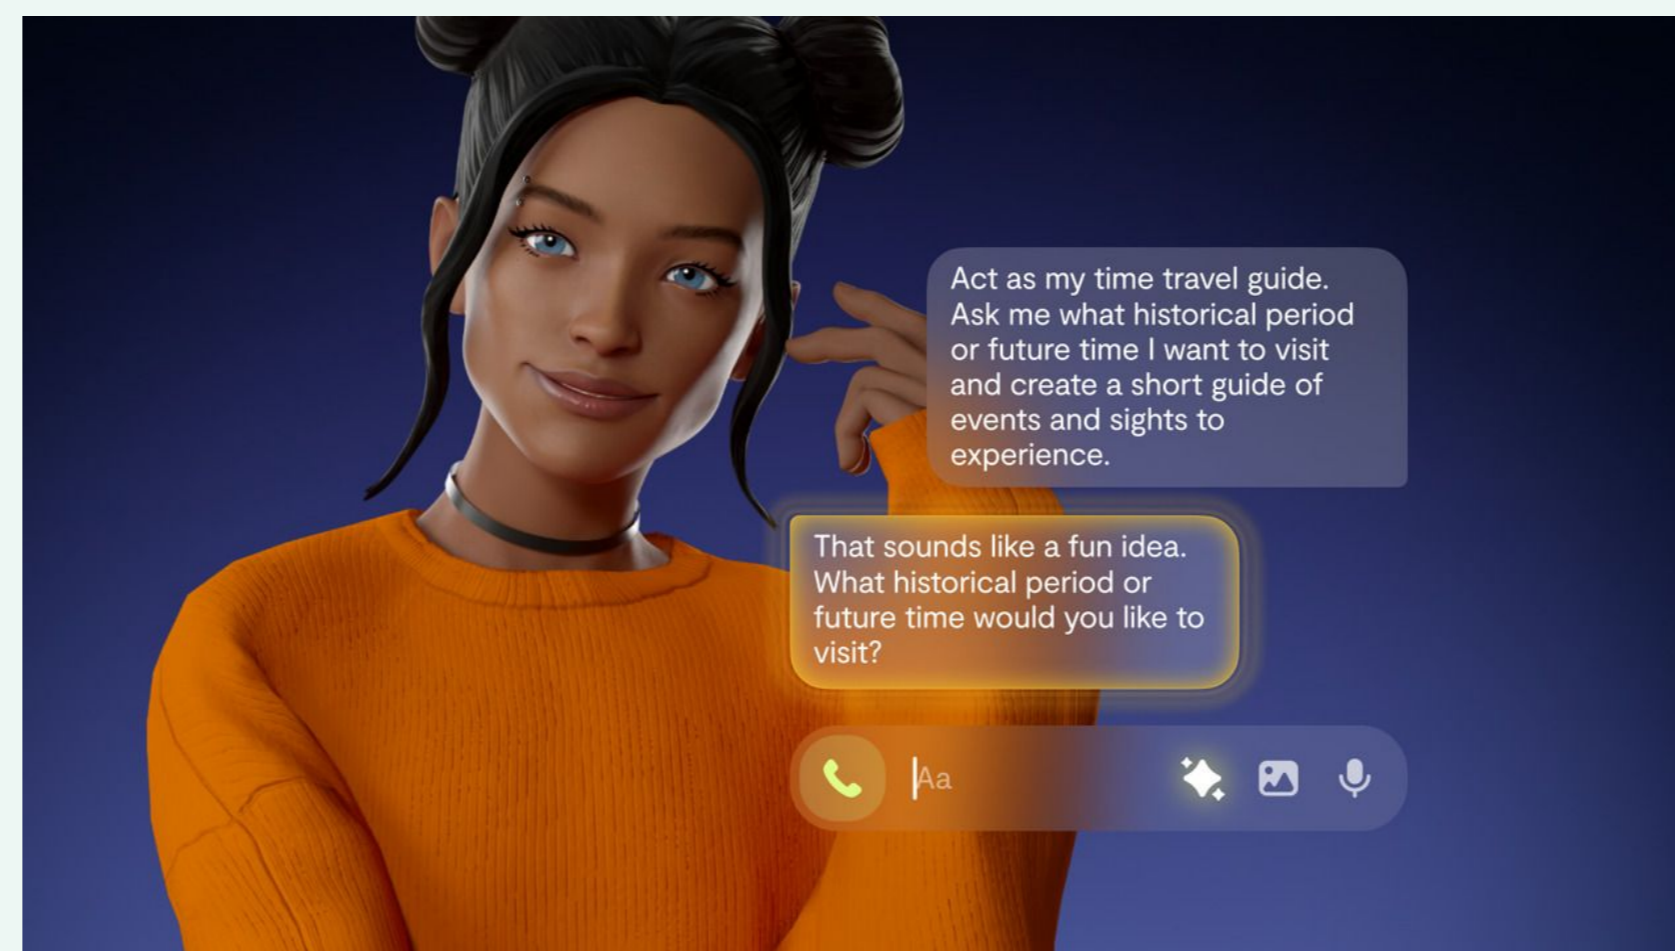 Act as my time travel guide.
Ask me what historical period
or future time I want to visit
and create a short guide of
events and sights to
experience.
That sounds like a fun idea.
What historical period or
future time would you like to
visit?
Aa